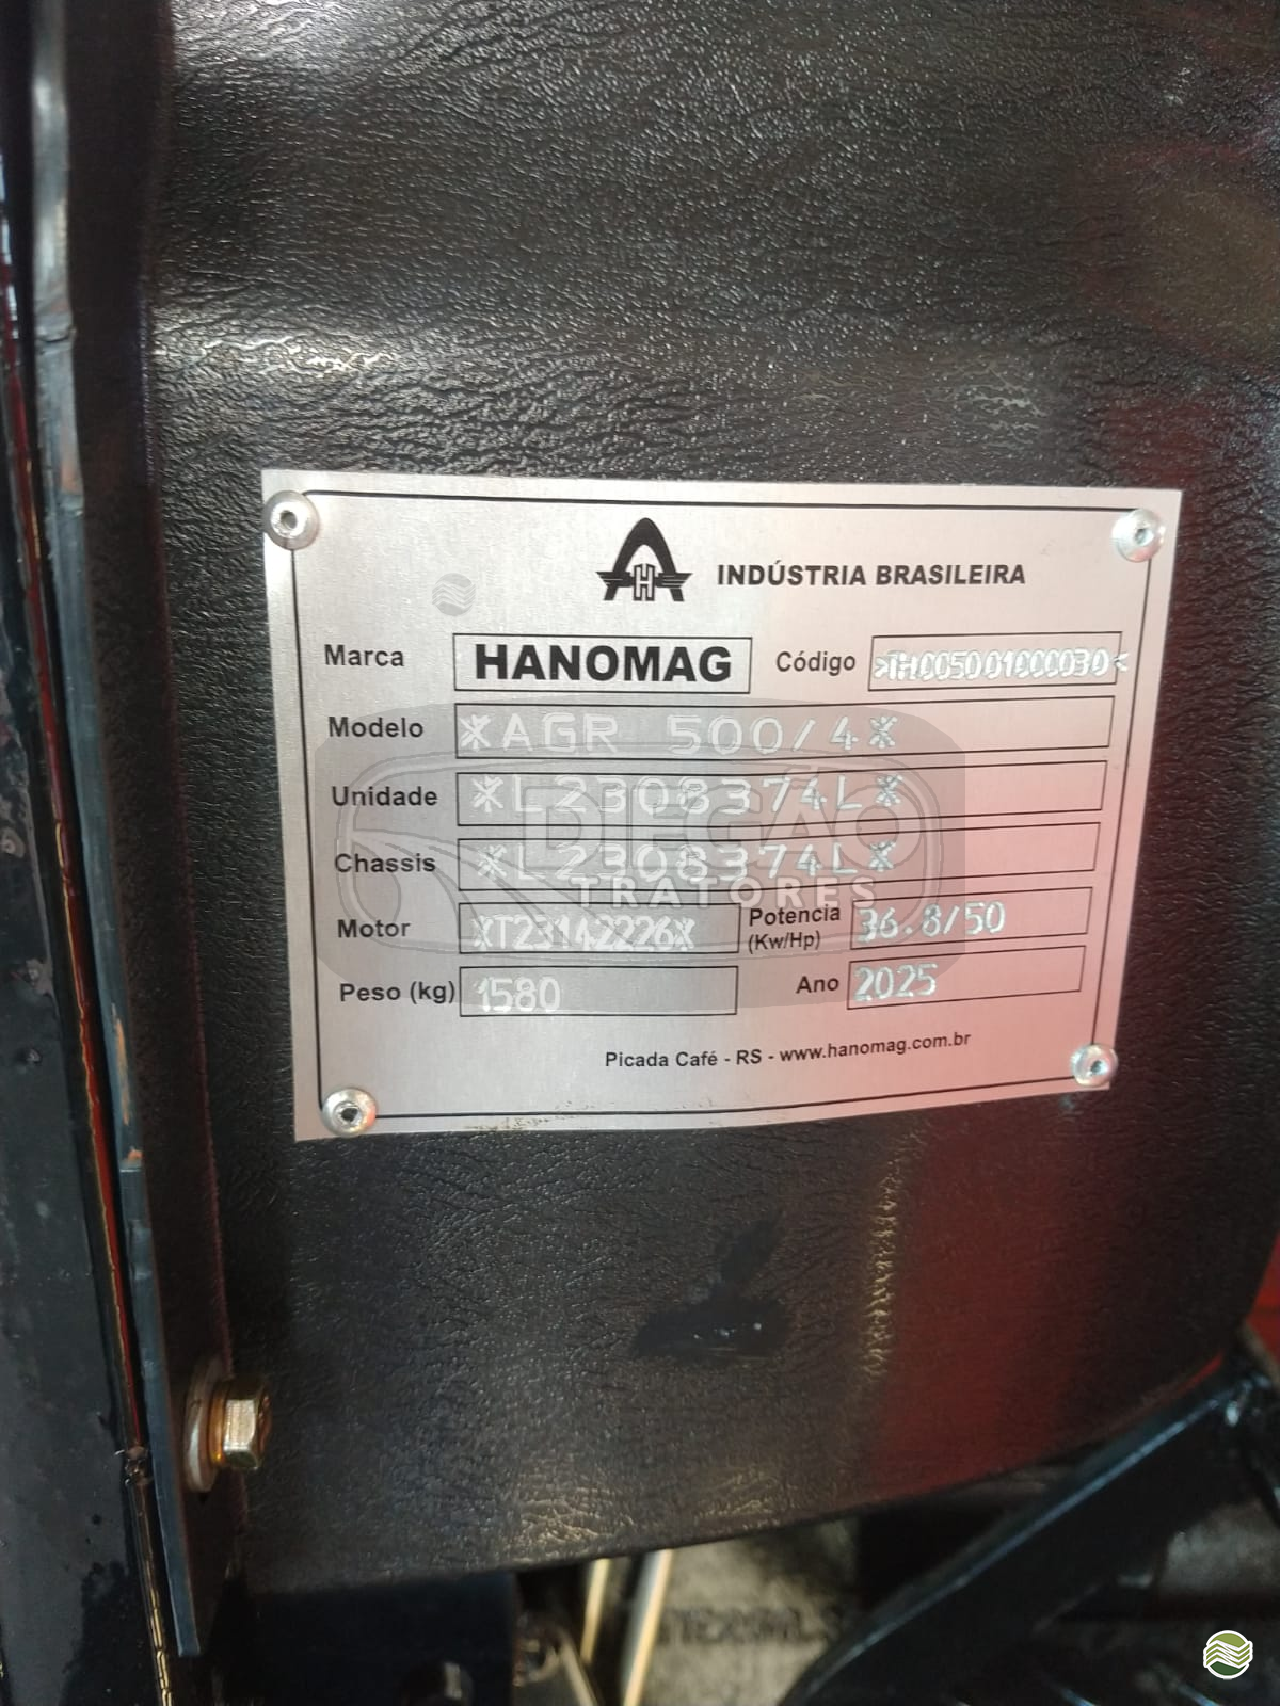 INDÚSTRIA BRASILEIRA
Marca HANOMAG Código >TH005001000030<
Modelo *AGR 500/4*
Unidade *L2308374L*
Chassis *L2308374L*
Motor *T23142226* Potencia (Kw/Hp) 36.8/50
Peso (kg) 1580 Ano 2025
Picada Café - RS - www.hanomag.com.br
DIEGÃO
TRATORES